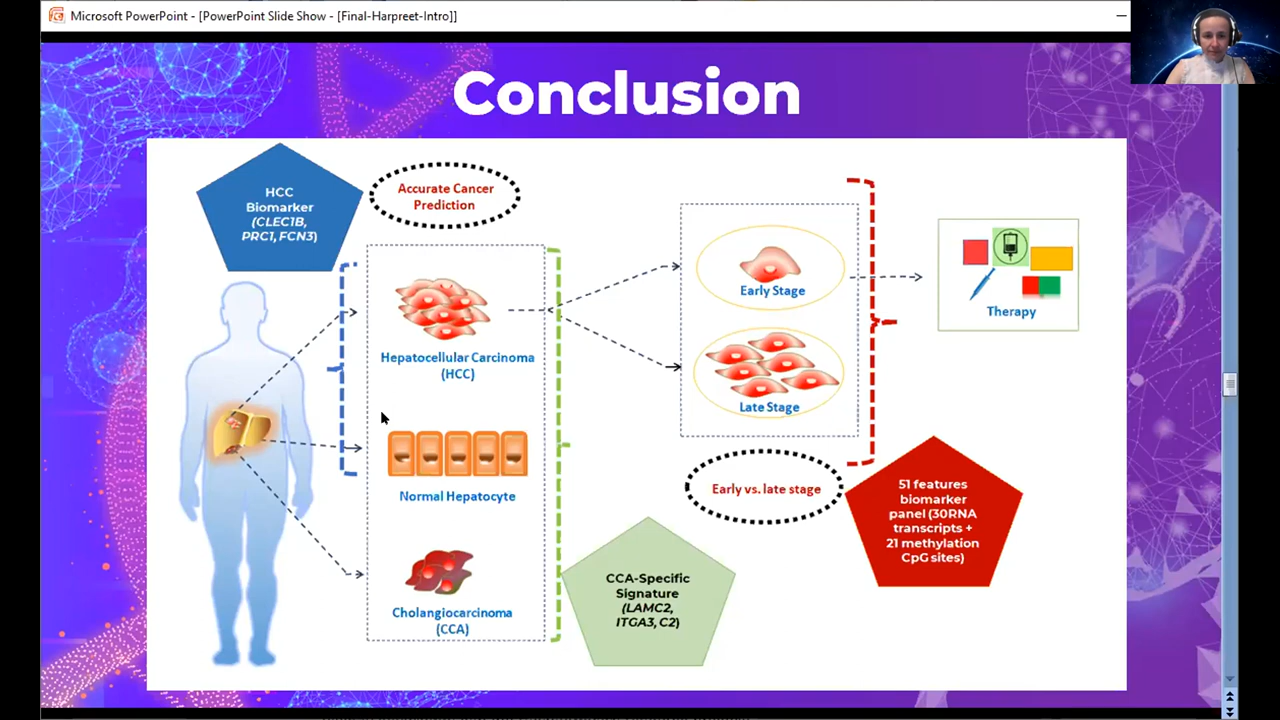 Microsoft PowerPoint - [PowerPoint Slide Show - [Final-Harpreet-Intro]]
Conclusion
HCC
Biomarker
(CLEC1B,
PRC1, FCN3)
Accurate Cancer
Prediction
Hepatocellular Carcinoma
(HCC)
Normal Hepatocyte
Cholangiocarcinoma
(CCA)
CCA-Specific
Signature
(LAMC2,
ITGA3, C2)
Early Stage
Late Stage
Early vs. late stage
Therapy
51 features
biomarker
panel (30RNA
transcripts +
21 methylation
CpG sites)